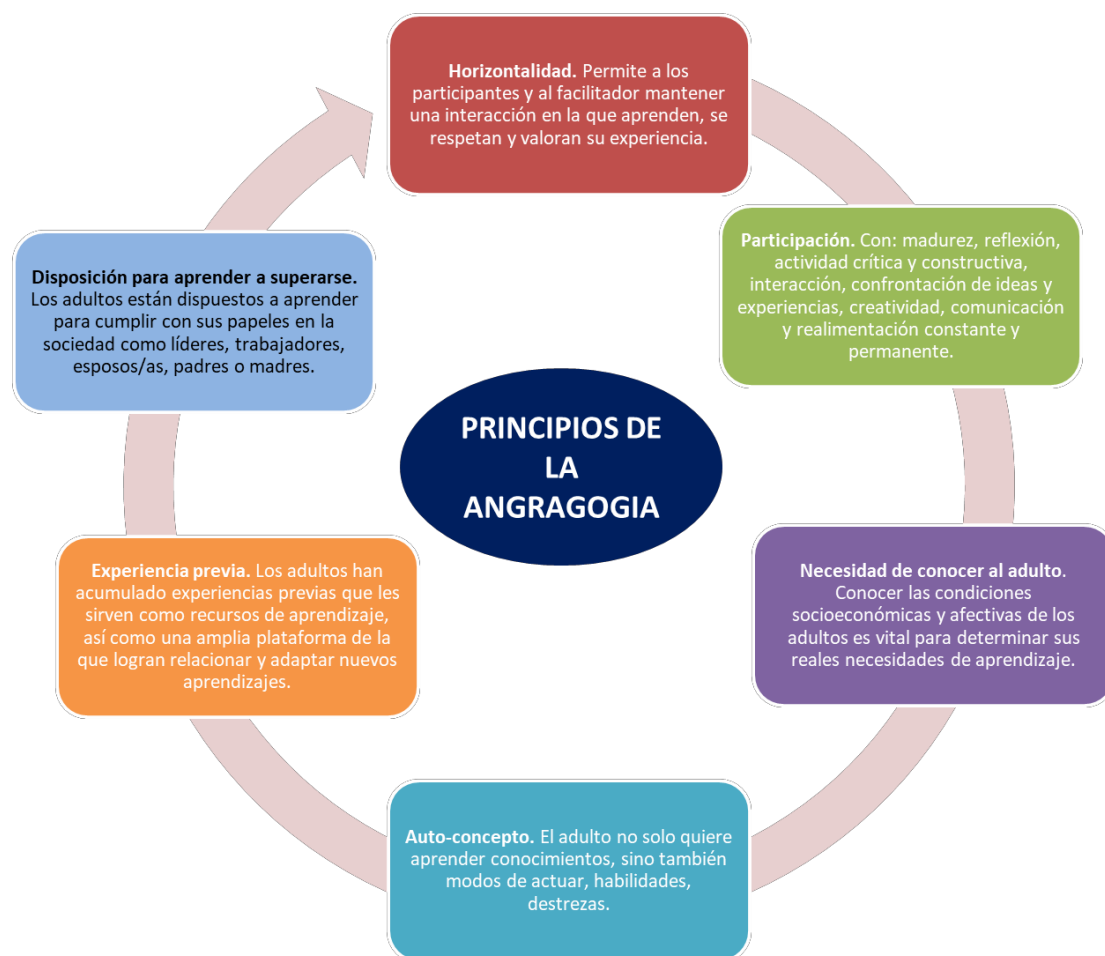 Horizontalidad. Permite a los
participantes y al facilitador mantener
una interacción en la que aprenden, se
respetan y valoran su experiencia.
Participación. Con: madurez, reflexión,
actividad crítica y constructiva,
interacción, confrontación de ideas y
experiencias, creatividad, comunicación
y realimentación constante y
permanente.
Necesidad de conocer al adulto.
Conocer las condiciones
socioeconómicas y afectivas de los
adultos es vital para determinar sus
reales necesidades de aprendizaje.
Auto-concepto. El adulto no solo quiere
aprender conocimientos, sino también
modos de actuar, habilidades,
destrezas.
Experiencia previa. Los adultos han
acumulado experiencias previas que les
sirven como recursos de aprendizaje,
así como una amplia plataforma de la
que logran relacionar y adaptar nuevos
aprendizajes.
Disposición para aprender a superarse.
Los adultos están dispuestos a aprender
para cumplir con sus papeles en la
sociedad como líderes, trabajadores,
esposos/as, padres o madres.
PRINCIPIOS DE
LA
ANGRAGOGIA